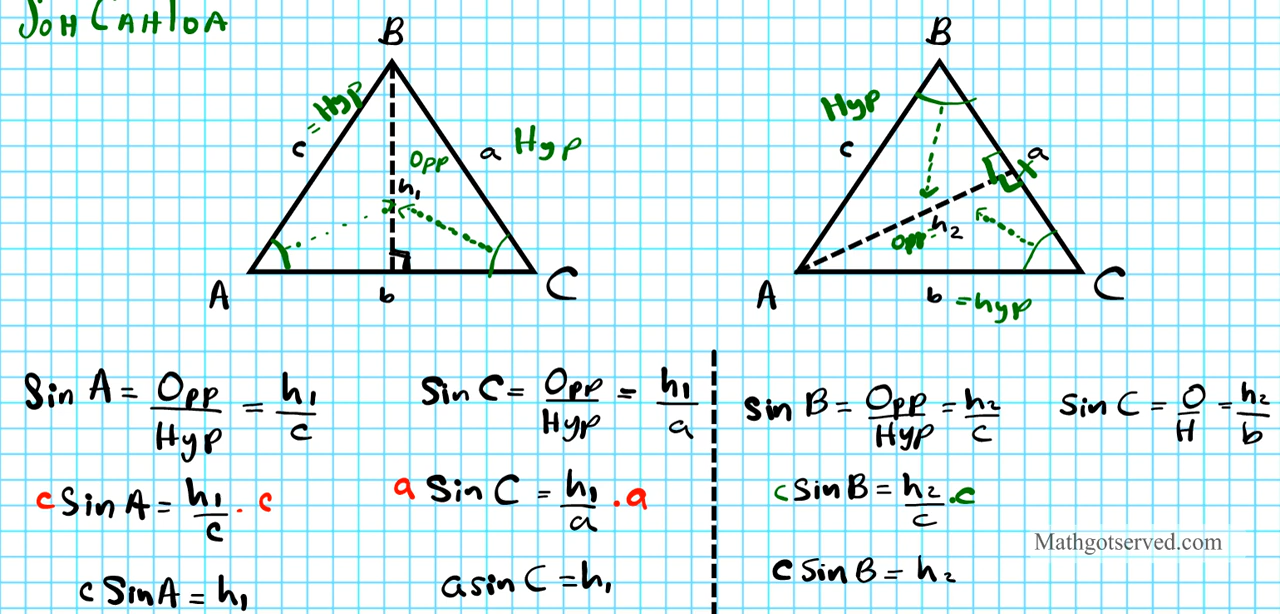 SOH CAHTOA
B
= Hyp
c
Opp
a Hyp
h₁
A
b
C
B
Hyp
c
a
h₂
Opp=
A
b = hyp
C
Sin A = Opp/Hyp = h₁/c
Sin C = Opp/Hyp = h₁/a
Sin B = Opp/Hyp = h₂/c
Sin C = O/H = h₂/b
c Sin A = h₁/c · c
a Sin C = h₁/a · a
c Sin B = h₂/c · c
Mathgotserved.com
c Sin A = h₁
a sin C = h₁
c Sin B = h₂